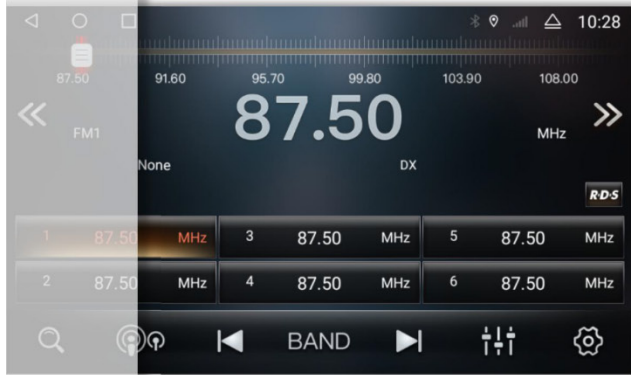 10:28
87.50 91.60 95.70 99.80 103.90 108.00
FM1 87.50 MHz
None DX
R·D·S
1 87.50 MHz 3 87.50 MHz 5 87.50 MHz
2 87.50 MHz 4 87.50 MHz 6 87.50 MHz
BAND